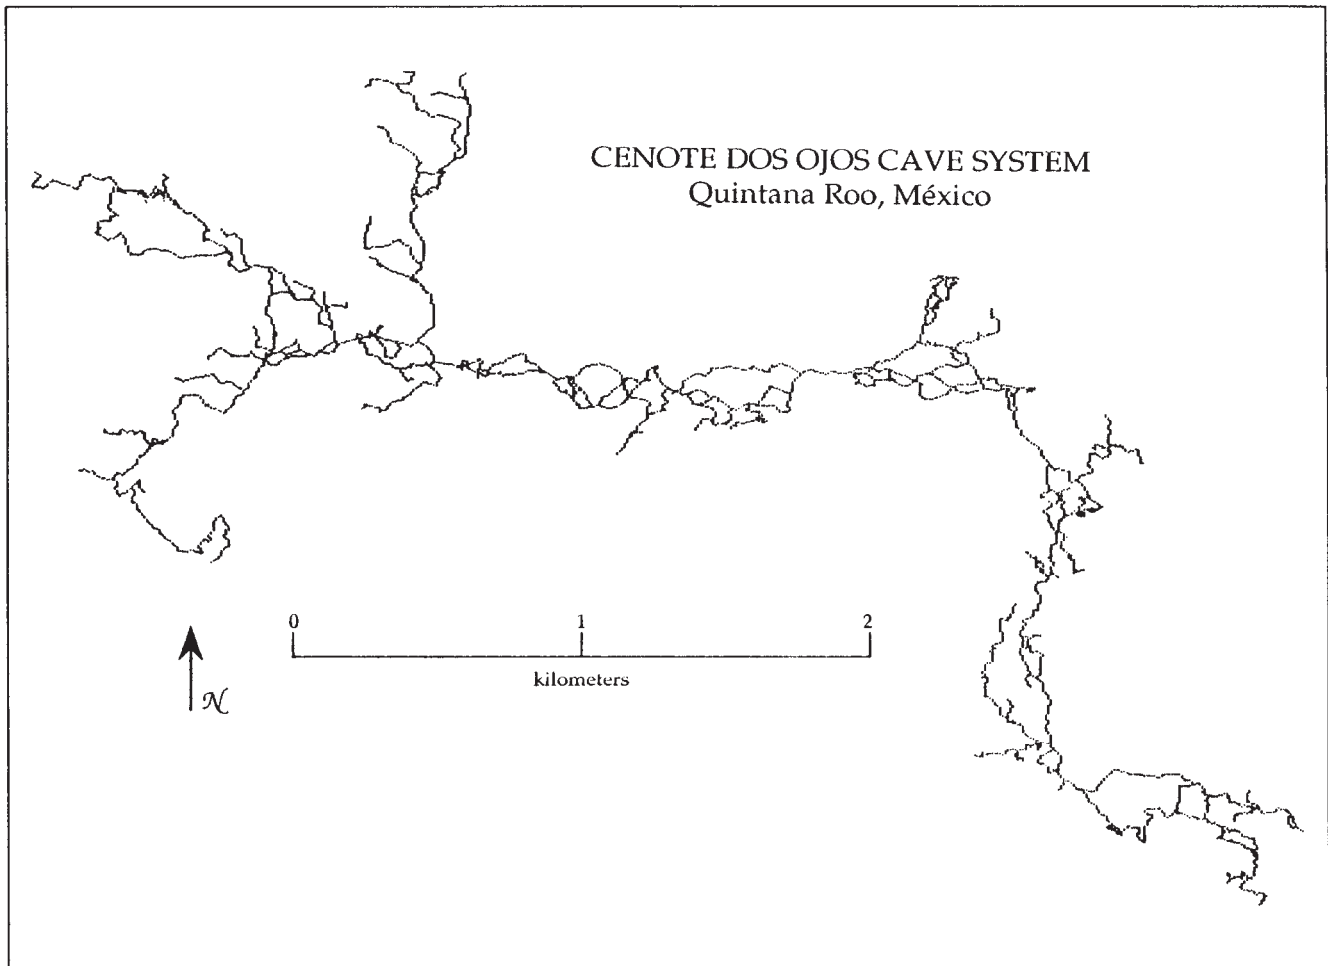 CENOTE DOS OJOS CAVE SYSTEM
Quintana Roo, México
0 1 2
kilometers
N